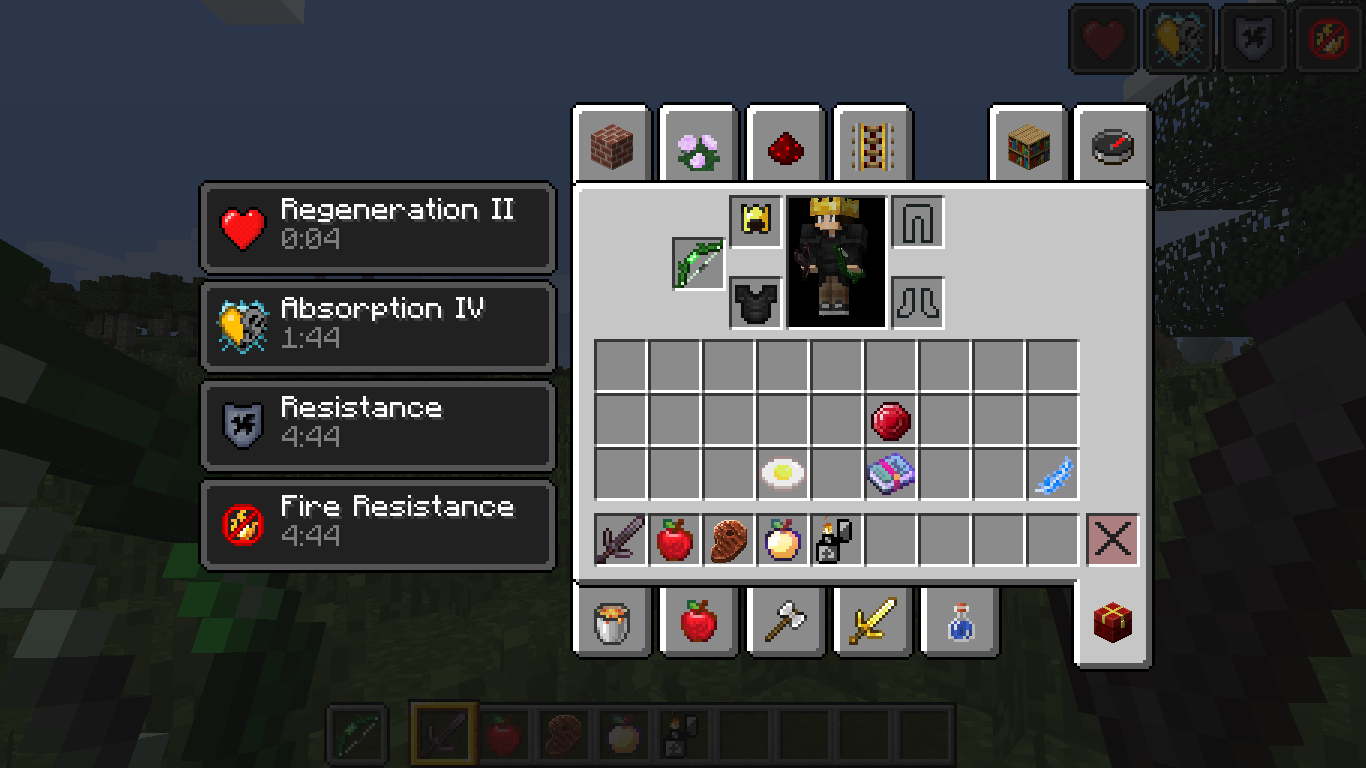 Regeneration II
0:04
Absorption IV
1:44
Resistance
4:44
Fire Resistance
4:44